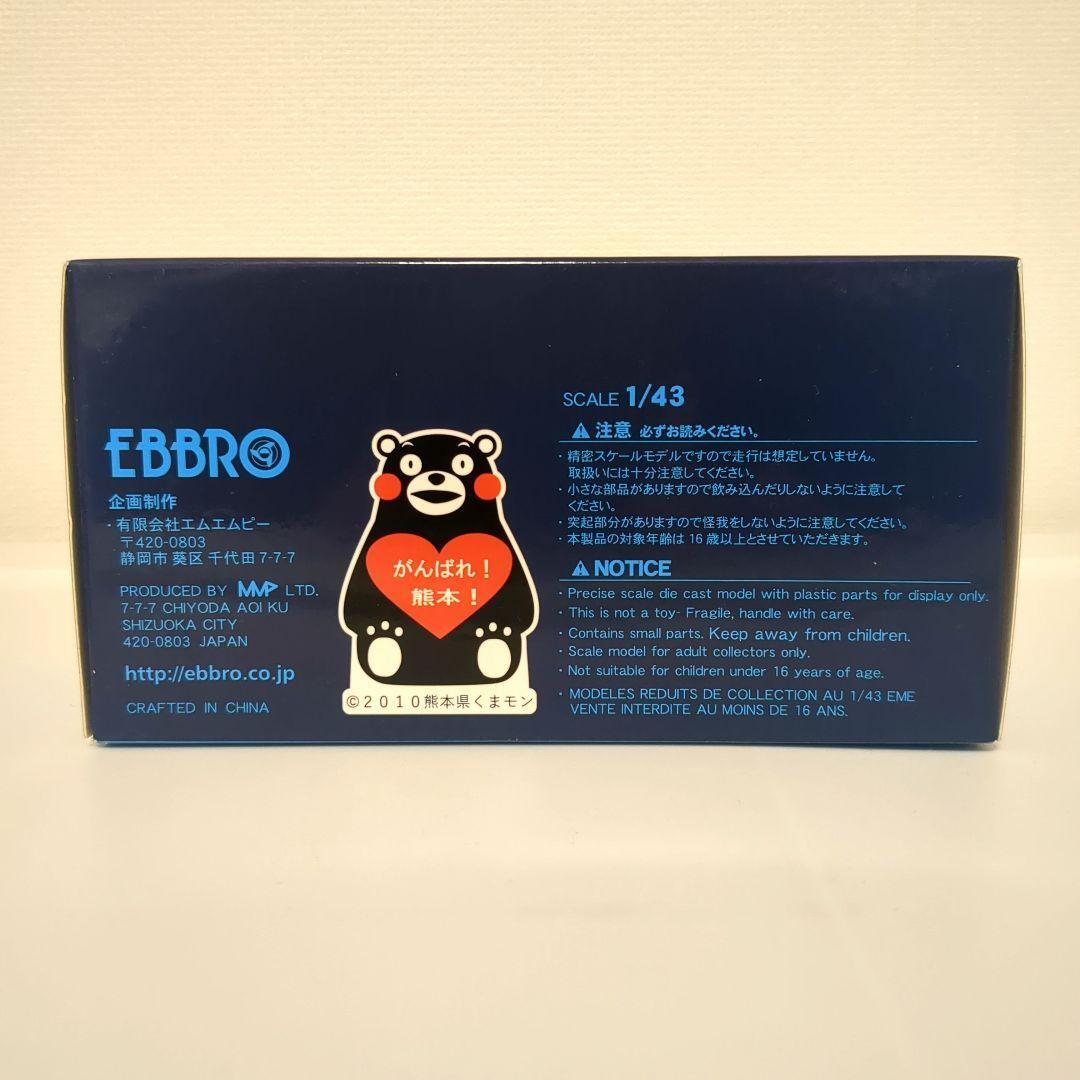 EBBRO
企画制作
・有限会社エムエムピー
〒420-0803
静岡市 葵区 千代田 7-7-7
PRODUCED BY MMP LTD.
7-7-7 CHIYODA AOI KU
SHIZUOKA CITY
420-0803 JAPAN
http://ebbro.co.jp
CRAFTED IN CHINA
がんばれ！
熊本！
©2010熊本県くまモン
SCALE 1/43
注意 必ずお読みください。
・精密スケールモデルですので走行は想定していません。
取扱いには十分注意してください。
・小さな部品がありますので飲み込んだりしないように注意して
ください。
・突起部分がありますので怪我をしないように注意してください。
・本製品の対象年齢は 16 歳以上とさせていただきます。
NOTICE
・Precise scale die cast model with plastic parts for display only.
・This is not a toy- Fragile, handle with care.
・Contains small parts. Keep away from children.
・Scale model for adult collectors only.
・Not suitable for children under 16 years of age.
・MODELES REDUITS DE COLLECTION AU 1/43 EME
VENTE INTERDITE AU MOINS DE 16 ANS.